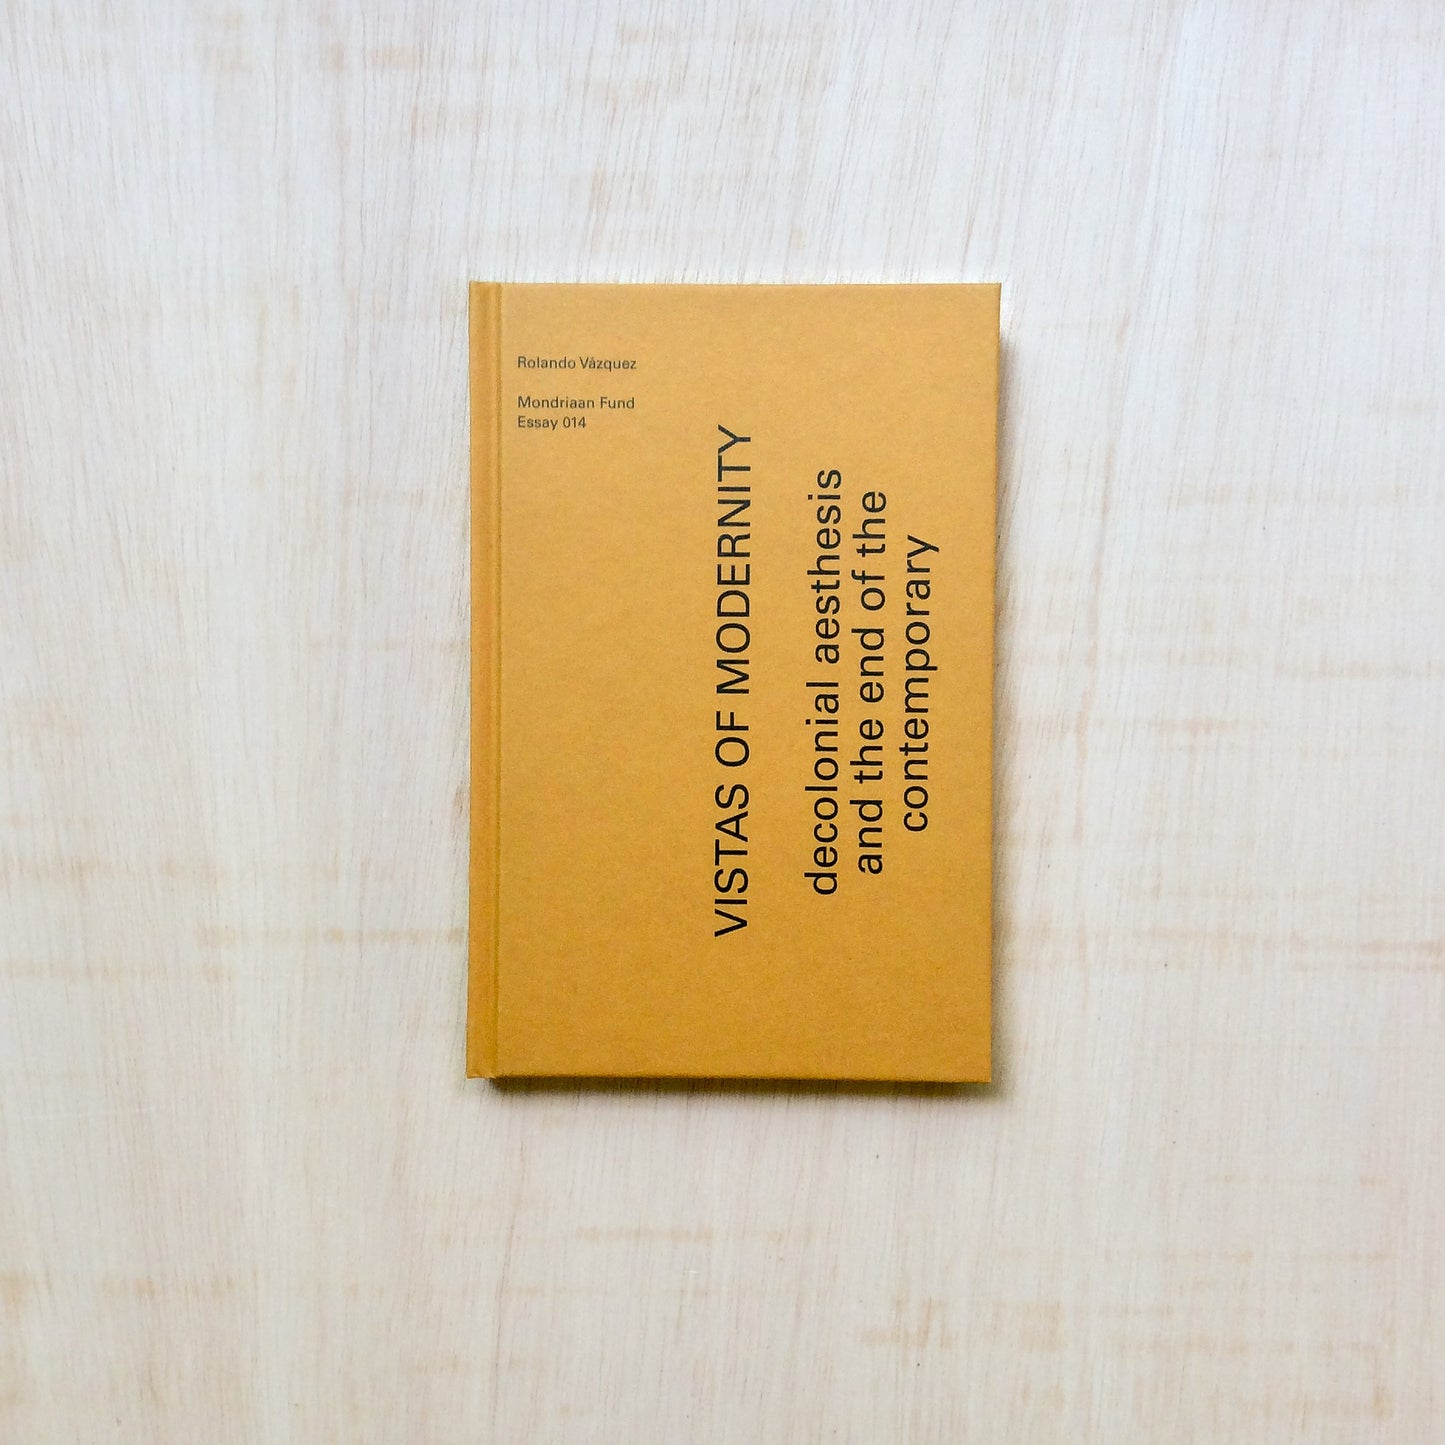 Rolando Vázquez
Mondriaan Fund
Essay 014
VISTAS OF MODERNITY
decolonial aesthesis
and the end of the
contemporary